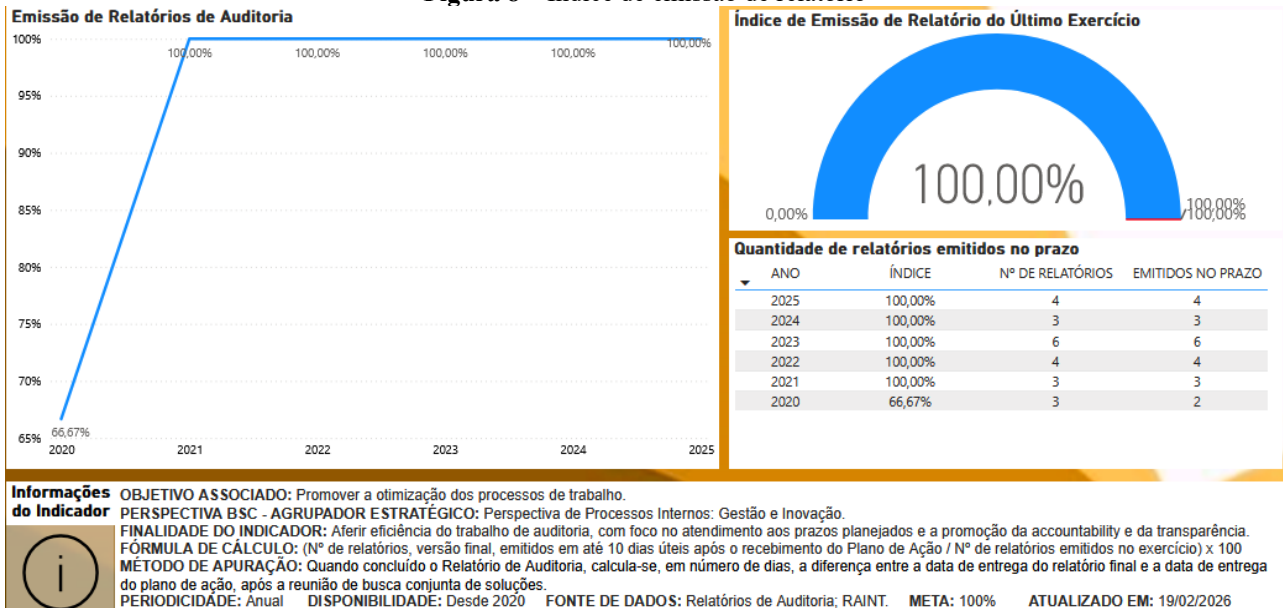 Figura 8 – Índice de emissão de relatório
Emissão de Relatórios de Auditoria
100%
95%
90%
85%
80%
75%
70%
65%
66,67%
100,00%
100,00%
100,00%
100,00%
100,00%
2020
2021
2022
2023
2024
2025
Índice de Emissão de Relatório do Último Exercício
100,00%
0,00%
100,00%
100,00%
Quantidade de relatórios emitidos no prazo
ANO ÍNDICE Nº DE RELATÓRIOS EMITIDOS NO PRAZO
2025 100,00% 4 4
2024 100,00% 3 3
2023 100,00% 6 6
2022 100,00% 4 4
2021 100,00% 3 3
2020 66,67% 3 2
Informações do Indicador
OBJETIVO ASSOCIADO: Promover a otimização dos processos de trabalho.
PERSPECTIVA BSC - AGRUPADOR ESTRATÉGICO: Perspectiva de Processos Internos: Gestão e Inovação.
FINALIDADE DO INDICADOR: Aferir eficiência do trabalho de auditoria, com foco no atendimento aos prazos planejados e a promoção da accountability e da transparência.
FÓRMULA DE CÁLCULO: (Nº de relatórios, versão final, emitidos em até 10 dias úteis após o recebimento do Plano de Ação / Nº de relatórios emitidos no exercício) x 100
MÉTODO DE APURAÇÃO: Quando concluído o Relatório de Auditoria, calcula-se, em número de dias, a diferença entre a data de entrega do relatório final e a data de entrega
do plano de ação, após a reunião de busca conjunta de soluções.
PERIODICIDADE: Anual DISPONIBILIDADE: Desde 2020 FONTE DE DADOS: Relatórios de Auditoria; RAINT. META: 100% ATUALIZADO EM: 19/02/2026